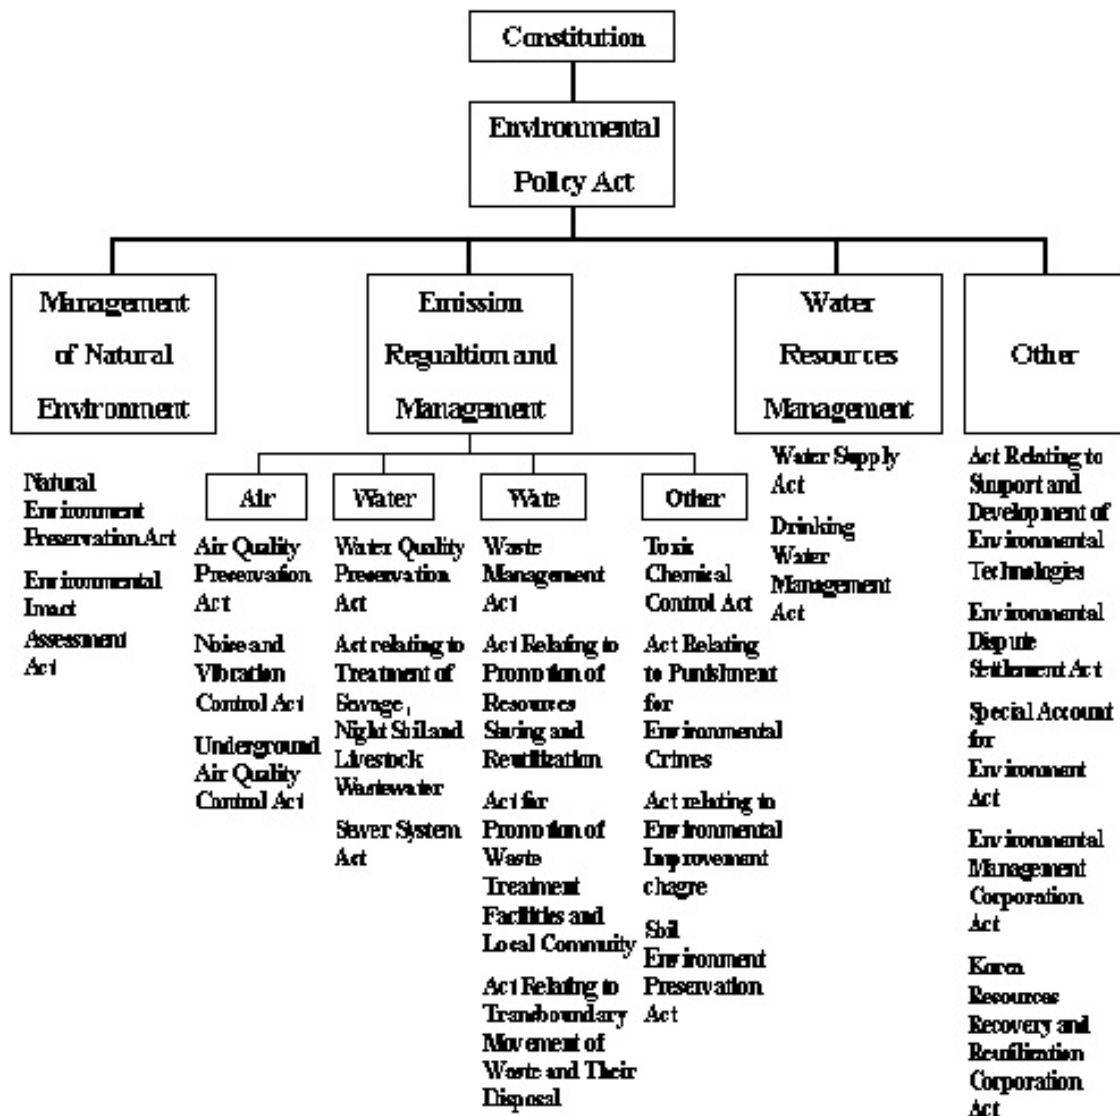 Constitution
Environmental
Policy Act
Management
of Natural
Environment
Emission
Regualtion and
Management
Water
Resources
Management
Other
Natural
Environment
Preservation Act
Environmental
Imact
Assessment
Act
Air
Air Quality
Preservation
Act
Noise and
Vibration
Control Act
Underground
Air Quality
Control Act
Water
Water Quality
Preservation
Act
Act relating to
Treatment of
Sewage,
Night Soil and
Livestock
Wastewater
Sewer System
Act
Wate
Waste
Management
Act
Act Relating to
Promotion of
Resources
Saving and
Reutilization
Act for
Promotion of
Waste
Treatment
Facilities and
Local Commuity
Act Relating to
Transboundary
Movement of
Waste and Their
Disposal
Other
Toxic
Chemical
Control Act
Act Relating
to Punishment
for
Environmental
Crimes
Act relating to
Environmental
Improvement
chagre
Soil
Environment
Preservation
Act
Water Supply
Act
Drinking
Water
Management
Act
Act Relating to
Support and
Development of
Environmental
Technologies
Environmental
Dispute
Settlement Act
Special Account
for
Environment
Act
Environmental
Management
Corporation
Act
Korea
Resources
Recovery and
Reutilization
Corporation
Act